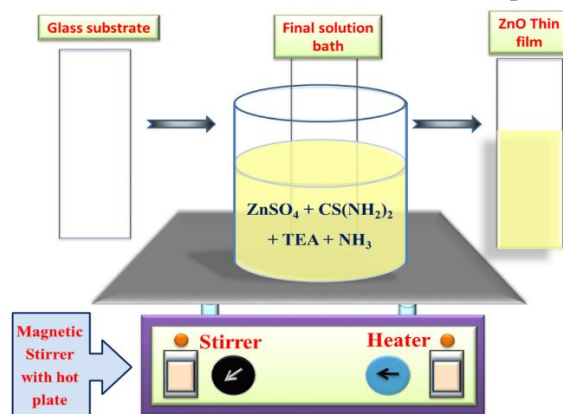 Glass substrate
Final solution
bath
ZnO Thin
film
ZnSO₄ + CS(NH₂)₂
+ TEA + NH₃
Magnetic
Stirrer
with hot
plate
Stirrer
Heater